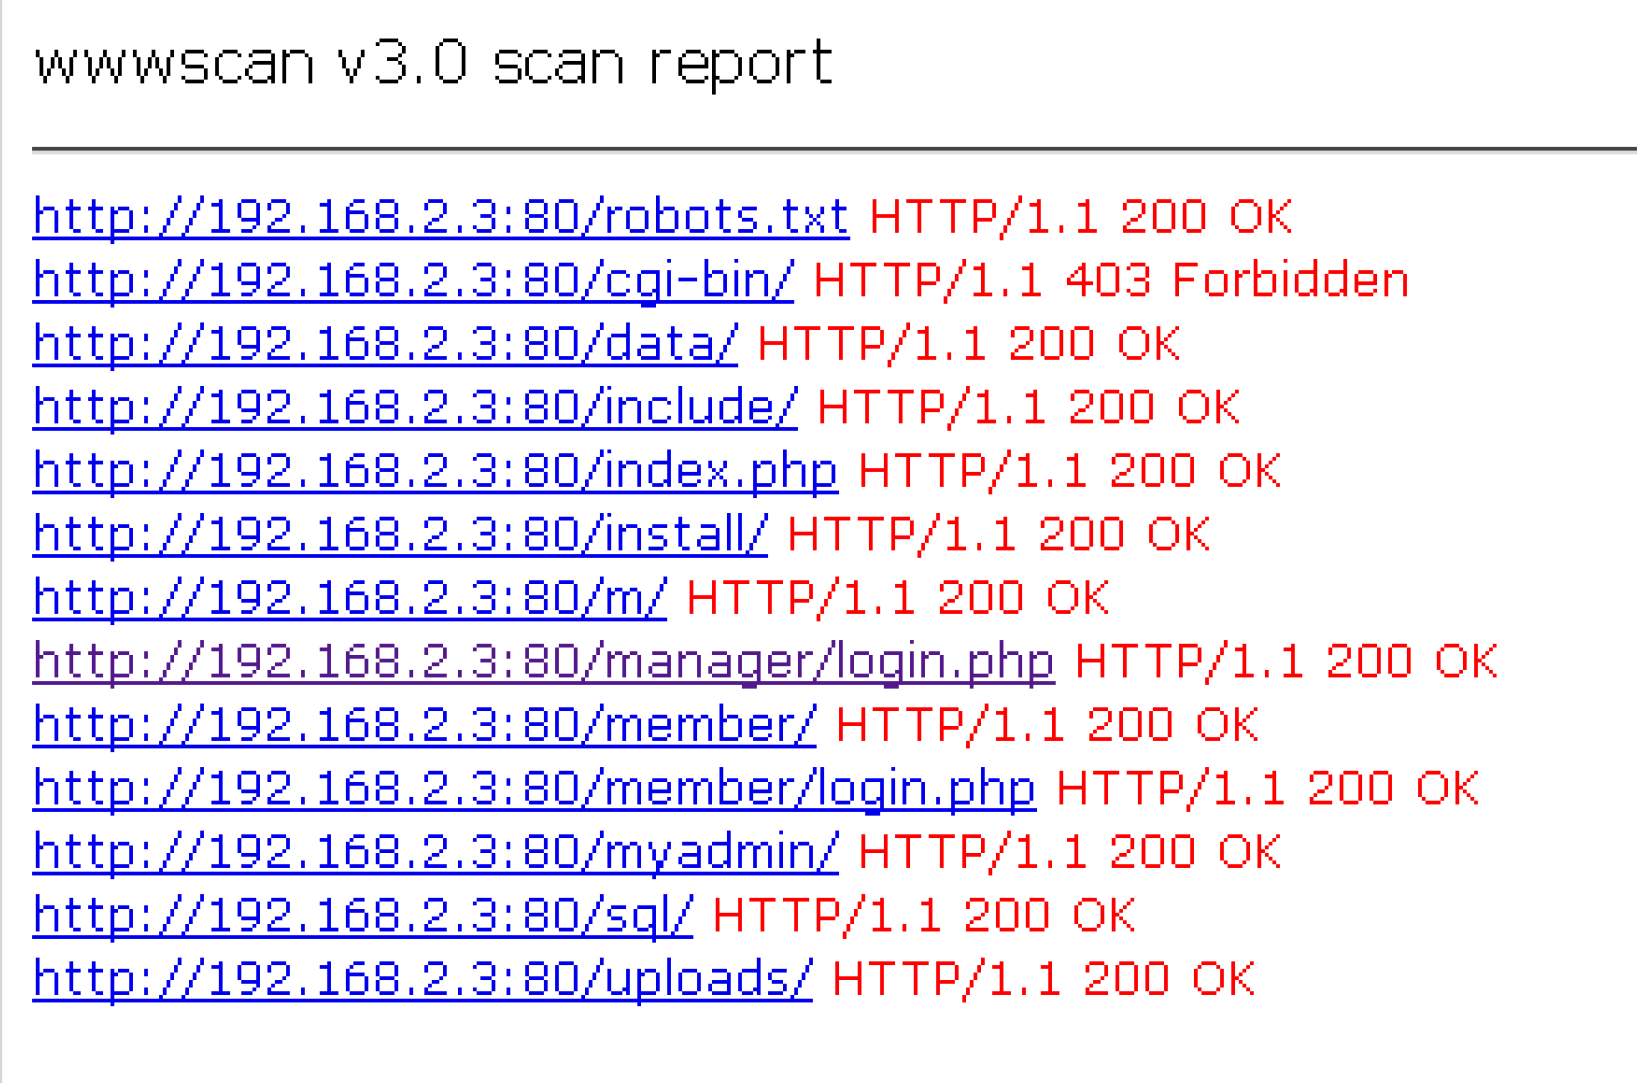 wwwscan v3.0 scan report
http://192.168.2.3:80/robots.txt HTTP/1.1 200 OK
http://192.168.2.3:80/cgi-bin/ HTTP/1.1 403 Forbidden
http://192.168.2.3:80/data/ HTTP/1.1 200 OK
http://192.168.2.3:80/include/ HTTP/1.1 200 OK
http://192.168.2.3:80/index.php HTTP/1.1 200 OK
http://192.168.2.3:80/install/ HTTP/1.1 200 OK
http://192.168.2.3:80/m/ HTTP/1.1 200 OK
http://192.168.2.3:80/manager/login.php HTTP/1.1 200 OK
http://192.168.2.3:80/member/ HTTP/1.1 200 OK
http://192.168.2.3:80/member/login.php HTTP/1.1 200 OK
http://192.168.2.3:80/myadmin/ HTTP/1.1 200 OK
http://192.168.2.3:80/sql/ HTTP/1.1 200 OK
http://192.168.2.3:80/uploads/ HTTP/1.1 200 OK